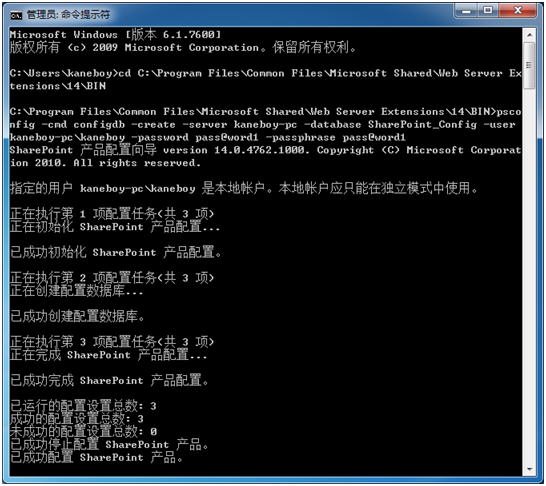 管理员: 命令提示符
Microsoft Windows [版本 6.1.7600]
版权所有 (c) 2009 Microsoft Corporation。保留所有权利。
C:\Users\kaneboy>cd C:\Program Files\Common Files\Microsoft Shared\Web Server Ex
tensions\14\BIN
C:\Program Files\Common Files\Microsoft Shared\Web Server Extensions\14\BIN>psco
nfig -cmd configdb -create -server kaneboy-pc -database SharePoint_Config -user
kaneboy-pc\kaneboy -password pass@word1 -passphrase pass@word1
SharePoint 产品配置向导 version 14.0.4762.1000. Copyright (C) Microsoft Corporat
ion 2010. All rights reserved.
指定的用户 kaneboy-pc\kaneboy 是本地帐户。本地帐户应只能在独立模式中使用。
正在执行第 1 项配置任务(共 3 项)
正在初始化 SharePoint 产品配置...
已成功初始化 SharePoint 产品配置。
正在执行第 2 项配置任务(共 3 项)
正在创建配置数据库...
已成功创建配置数据库。
正在执行第 3 项配置任务(共 3 项)
正在完成 SharePoint 产品配置...
已成功完成 SharePoint 产品配置。
已运行的配置设置总数: 3
成功的配置设置总数: 3
未成功的配置设置总数: 0
已成功停止配置 SharePoint 产品。
已成功配置 SharePoint 产品。